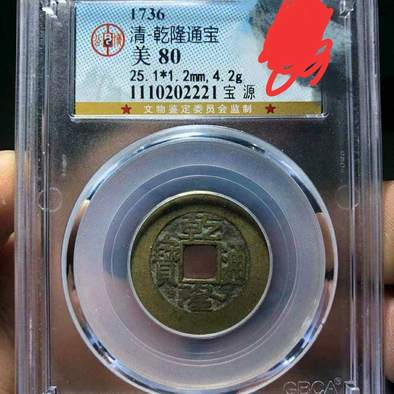 1736
清·乾隆通宝
美 80
25.1*1.2mm, 4.2g
1110202221 宝 源
★ 文物鉴定委员会监制 ★
乾
寶 通
隆
GBCA